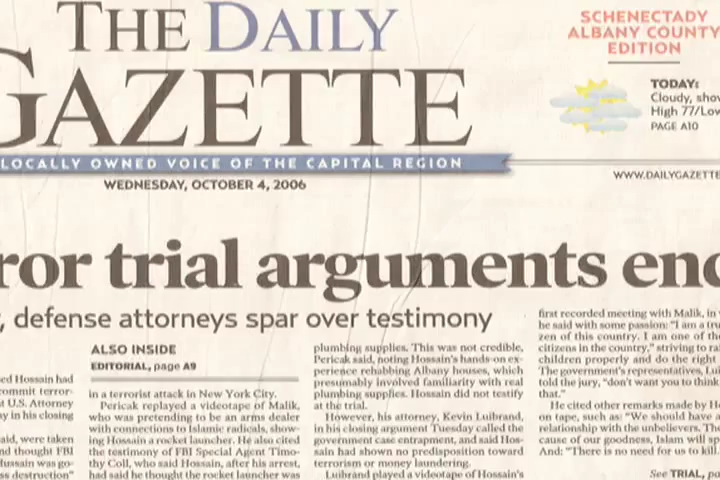 THE DAILY
GAZETTE
LOCALLY OWNED VOICE OF THE CAPITAL REGION
WEDNESDAY, OCTOBER 4, 2006
SCHENECTADY
ALBANY COUNTY
EDITION
TODAY:
Cloudy, show
High 77/Low
PAGE A10
WWW.DAILYGAZETTE
ror trial arguments end
, defense attorneys spar over testimony
ed Hossain had
commit terror-
t U.S. Attorney
ay in his closing
aid, were taken
nd thought FBI
Hussain was go-
ss destruction"
ALSO INSIDE
EDITORIAL, page A9
in a terrorist attack in New York City.
Pericak replayed a videotape of Malik,
who was pretending to be an arms dealer
with connections to Islamic radicals, show-
ing Hossain a rocket launcher. He also cited
the testimony of FBI Special Agent Timo-
thy Coll, who said Hossain, after his arrest,
had said he thought the rocket launcher was
plumbing supplies. This was not credible,
Pericak said, noting Hossain's hands-on ex-
perience rehabbing Albany houses, which
presumably involved familiarity with real
plumbing supplies. Hossain did not testify
at the trial.
However, his attorney, Kevin Luibrand,
in his closing argument Tuesday called the
government case entrapment, and said Hos-
sain had shown no predisposition toward
terrorism or money laundering.
Luibrand played a videotape of Hossain's
first recorded meeting with Malik, in
he said with some passion: "I am a tru
zen of this country. I am one of the
citizens in the country," striving to ra
children properly and do the right
The government's representatives, Lui
told the jury, "don't want you to think
that."
He cited other remarks made by Ho
on tape, such as: "We should have a
relationship with the unbelievers. The
cause of our goodness, Islam will sp
And: "There is no need for us to kill.
See TRIAL, pa